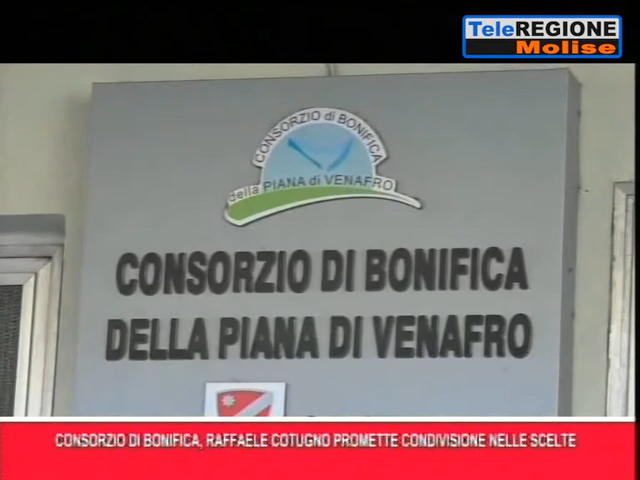 TeleREGIONE
Molise
CONSORZIO di BONIFICA
della PIANA di VENAFRO
CONSORZIO DI BONIFICA
DELLA PIANA DI VENAFRO
CONSORZIO DI BONIFICA, RAFFAELE COTUGNO PROMETTE CONDIVISIONE NELLE SCELTE